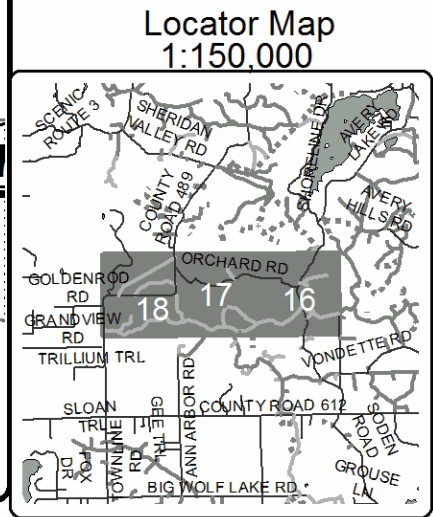 Locator Map
1:150,000
SCENIC
ROUTE 3
SHERIDAN
VALLEY RD
SHORELINE DR
AVERY
LAKE RD
COUNTY
ROAD 489
AVERY
HILLS RD
ORCHARD RD
GOLDENROD
RD
18
17
16
GRANDVIEW
RD
TRILLIUM TRL
VONDETTE RD
SLOAN
TRL
COUNTY ROAD 612
FOX
DR
TOWNLINE
RD
GEE TRL
ANN ARBOR RD
SODEN
ROAD
GROUSE
LN
BIG WOLF LAKE RD